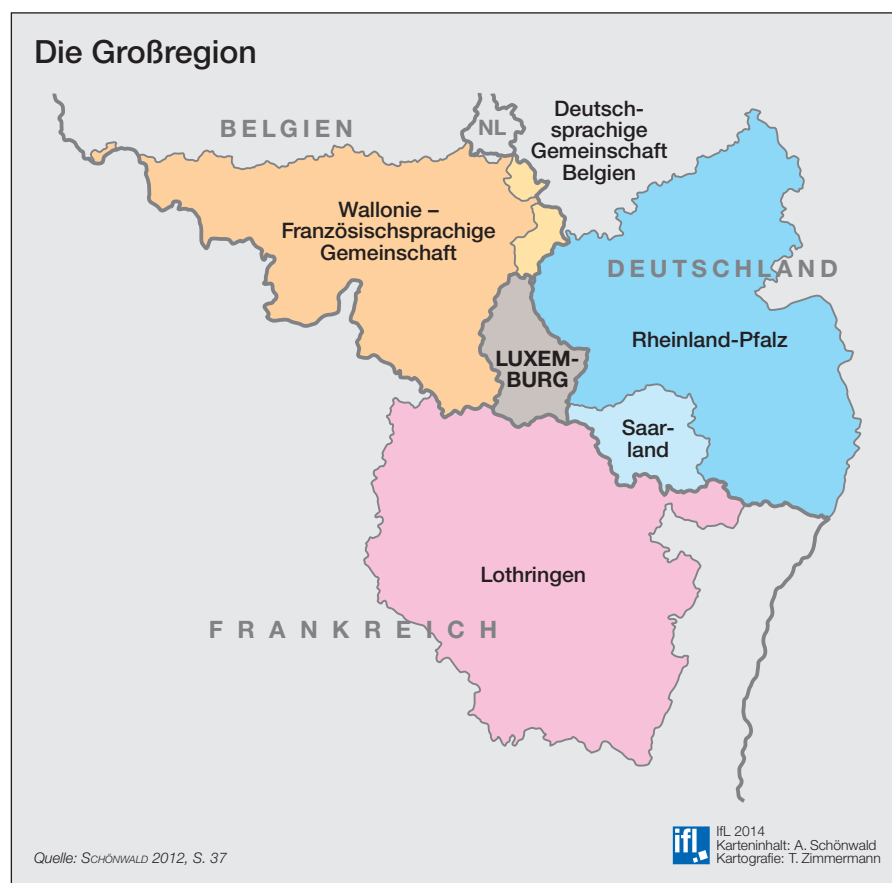 Die Großregion
BELGIEN
NL
Deutsch-
sprachige
Gemeinschaft
Belgien
Wallonie –
Französischsprachige
Gemeinschaft
DEUTSCHLAND
Rheinland-Pfalz
LUXEM-
BURG
Saar-
land
Lothringen
FRANKREICH
Quelle: SCHÖNWALD 2012, S. 37
ifl
IfL 2014
Karteninhalt: A. Schönwald
Kartografie: T. Zimmermann